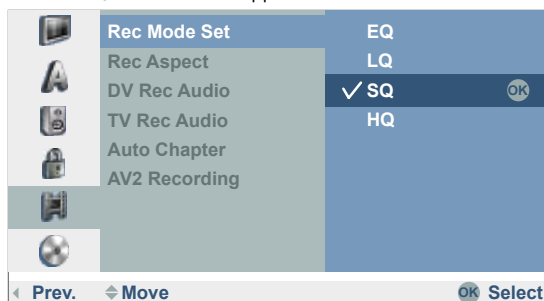 Rec Mode Set EQ
Rec Aspect LQ
DV Rec Audio SQ OK
TV Rec Audio HQ
Auto Chapter
AV2 Recording
Prev. Move OK Select